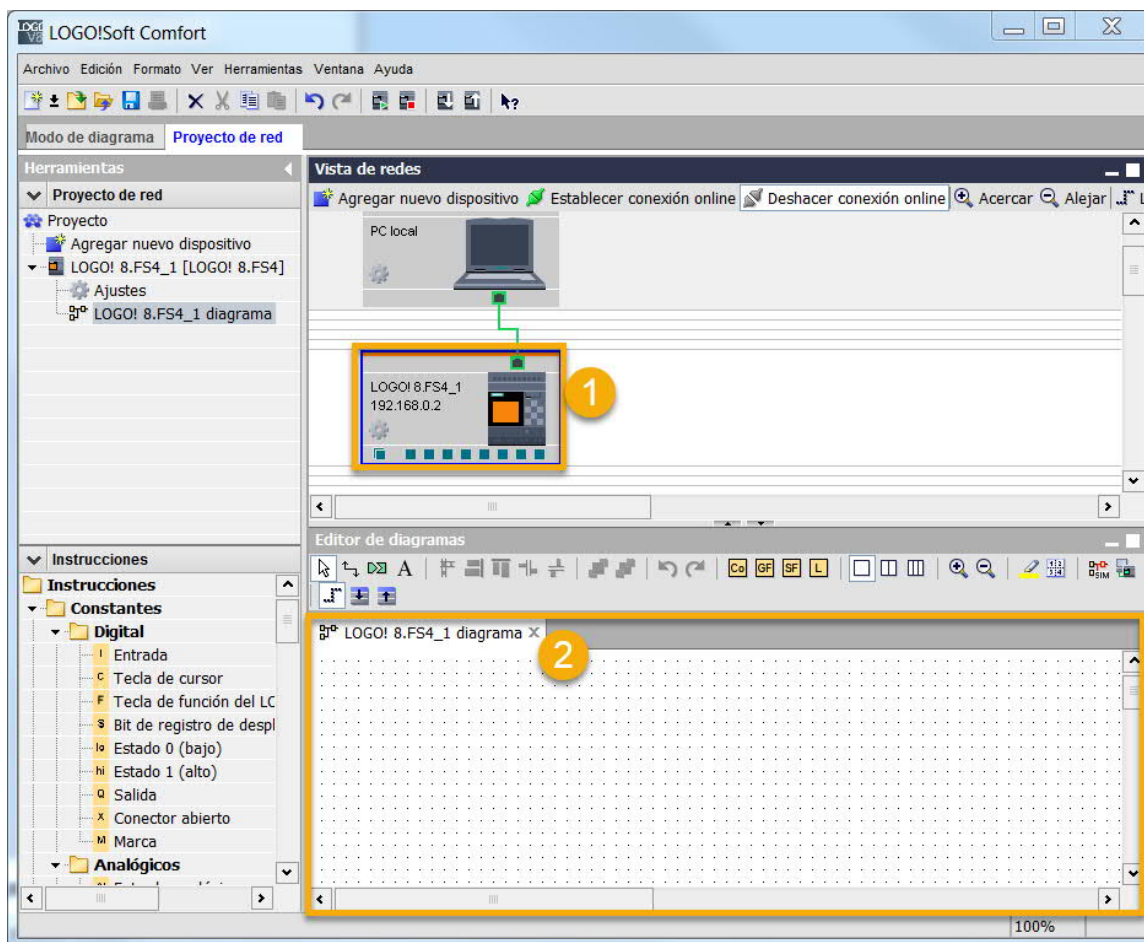 LOGO!Soft Comfort
Archivo Edición Formato Ver Herramientas Ventana Ayuda
Modo de diagrama Proyecto de red
Herramientas
Proyecto de red
Proyecto
Agregar nuevo dispositivo
LOGO! 8.FS4_1 [LOGO! 8.FS4]
Ajustes
LOGO! 8.FS4_1 diagrama
Vista de redes
Agregar nuevo dispositivo Establecer conexión online Deshacer conexión online Acercar Alejar L
PC local
LOGO! 8.FS4_1
192.168.0.2
1
Instrucciones
Instrucciones
Constantes
Digital
I Entrada
C Tecla de cursor
F Tecla de función del LC
S Bit de registro de despl
lo Estado 0 (bajo)
hi Estado 1 (alto)
Q Salida
X Conector abierto
M Marca
Analógicos
Editor de diagramas
A Co GF SF L SIM
LOGO! 8.FS4_1 diagrama
2
100%